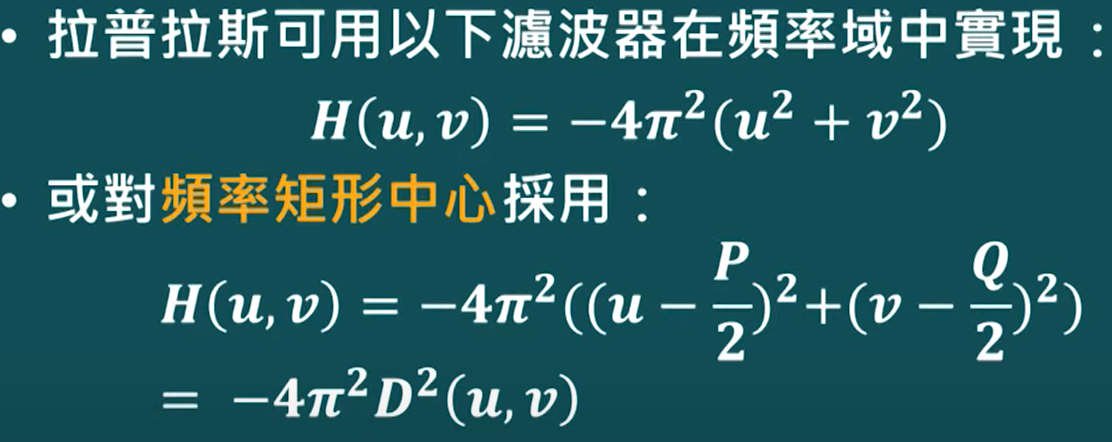 • 拉普拉斯可用以下濾波器在頻率域中實現：
H(u, v) = −4π²(u² + v²)
• 或對頻率矩形中心採用：
H(u, v) = −4π²((u − P/2)²+(v − Q/2)²)
= −4π²D²(u, v)